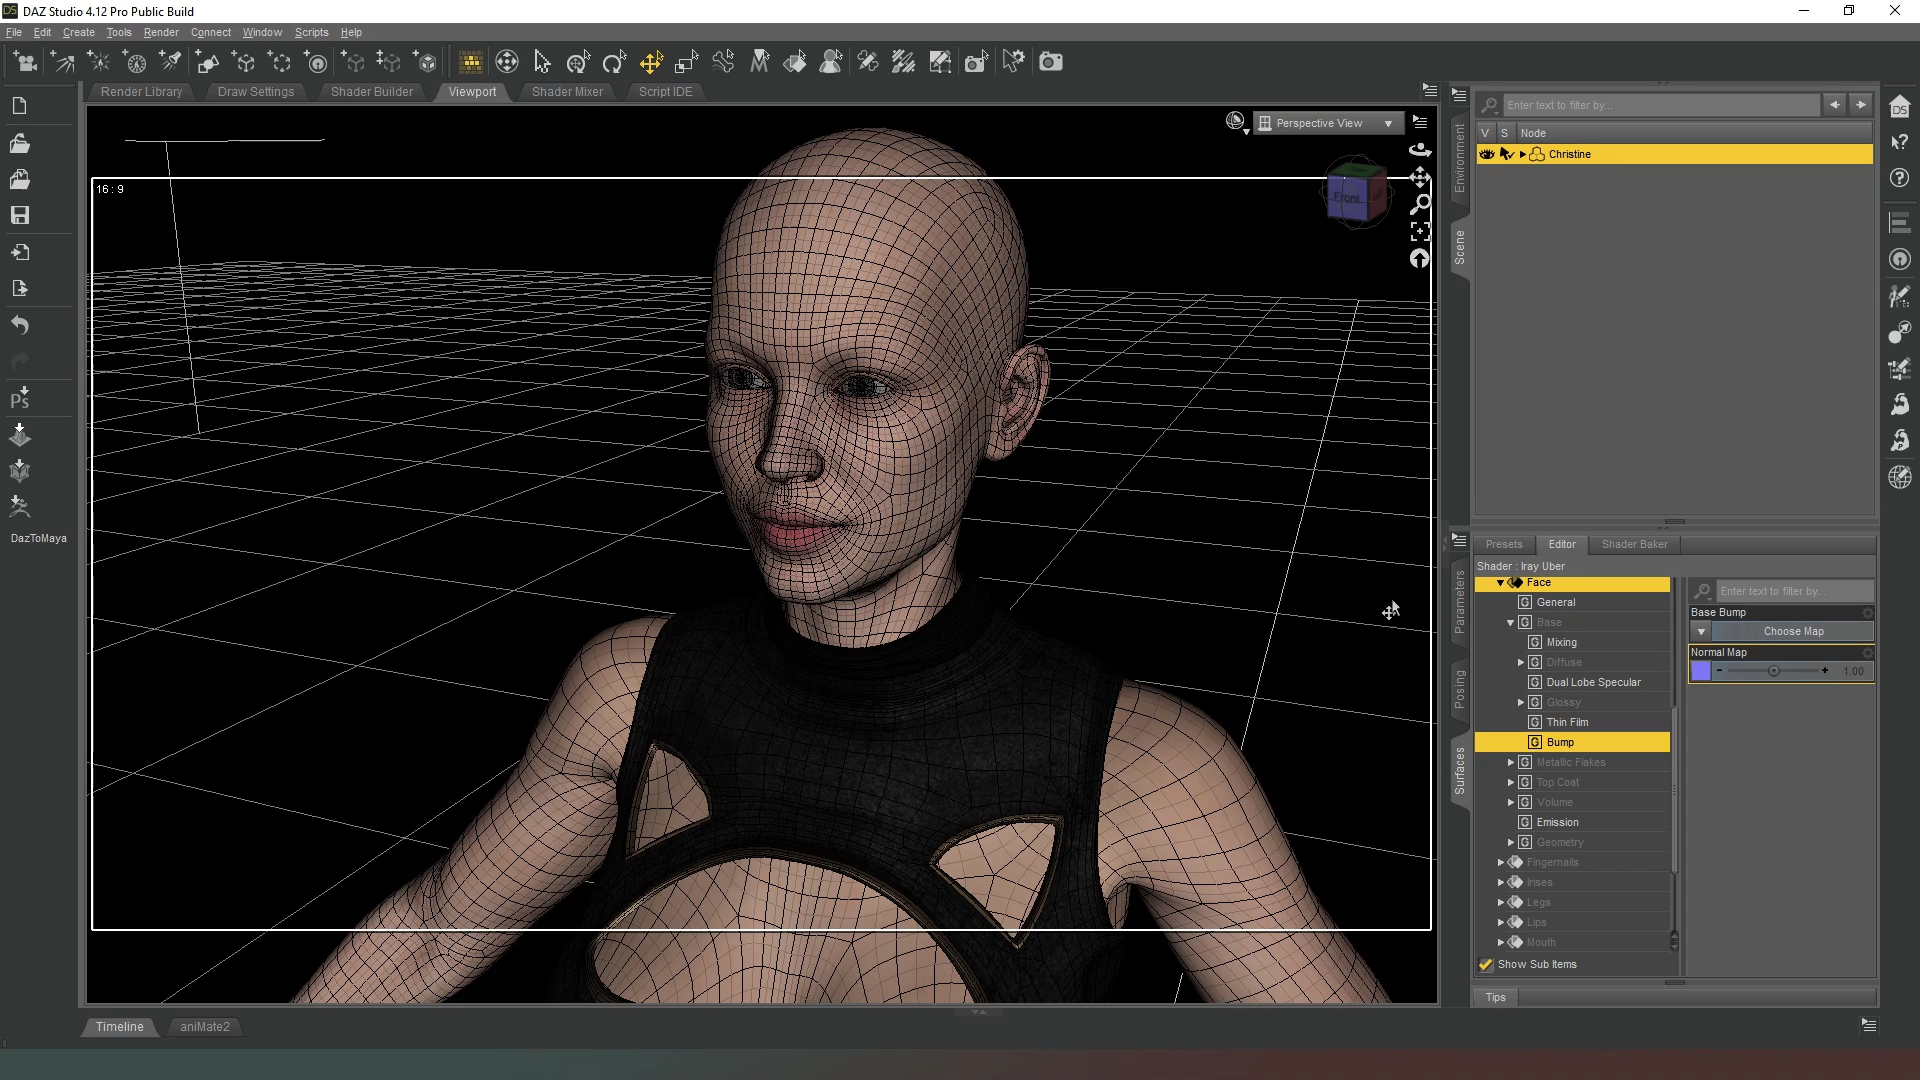 DAZ Studio 4.12 Pro Public Build
File Edit Create Tools Render Connect Window Scripts Help
Render Library Draw Settings Shader Builder Viewport Shader Mixer Script IDE
Enter text to filter by...
V S Node
Christine
Perspective View
16 : 9
Front
Environment
Scene
Ps
DazToMaya
Presets Editor Shader Baker
Shader : Iray Uber
Face
General
Base
Mixing
Diffuse
Dual Lobe Specular
Glossy
Thin Film
Bump
Metallic Flakes
Top Coat
Volume
Emission
Geometry
Fingernails
Irises
Legs
Lips
Mouth
Show Sub Items
Enter text to filter by...
Base Bump
Choose Map
Normal Map
1.00
Parameters
Posing
Surfaces
Tips
Timeline aniMate2